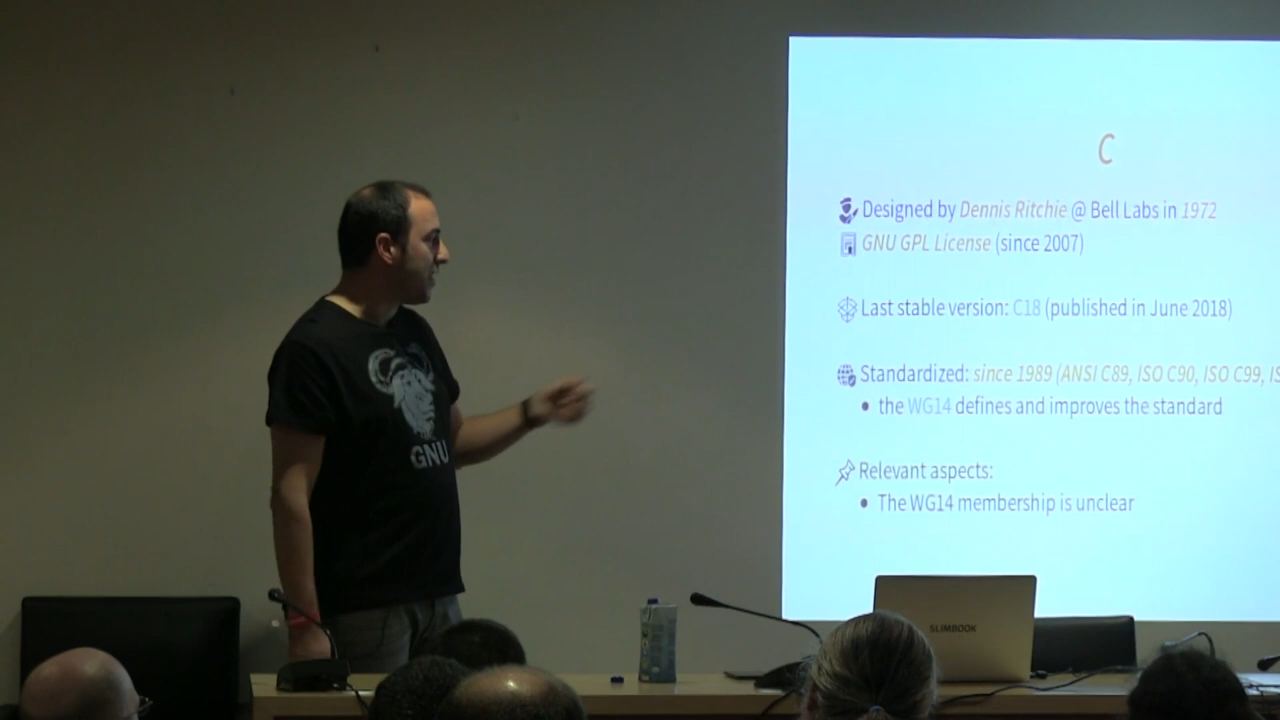 C
Designed by Dennis Ritchie @ Bell Labs in 1972
GNU GPL License (since 2007)
Last stable version: C18 (published in June 2018)
Standardized: since 1989 (ANSI C89, ISO C90, ISO C99, IS
• the WG14 defines and improves the standard
Relevant aspects:
• The WG14 membership is unclear
GNU
SLIMBOOK